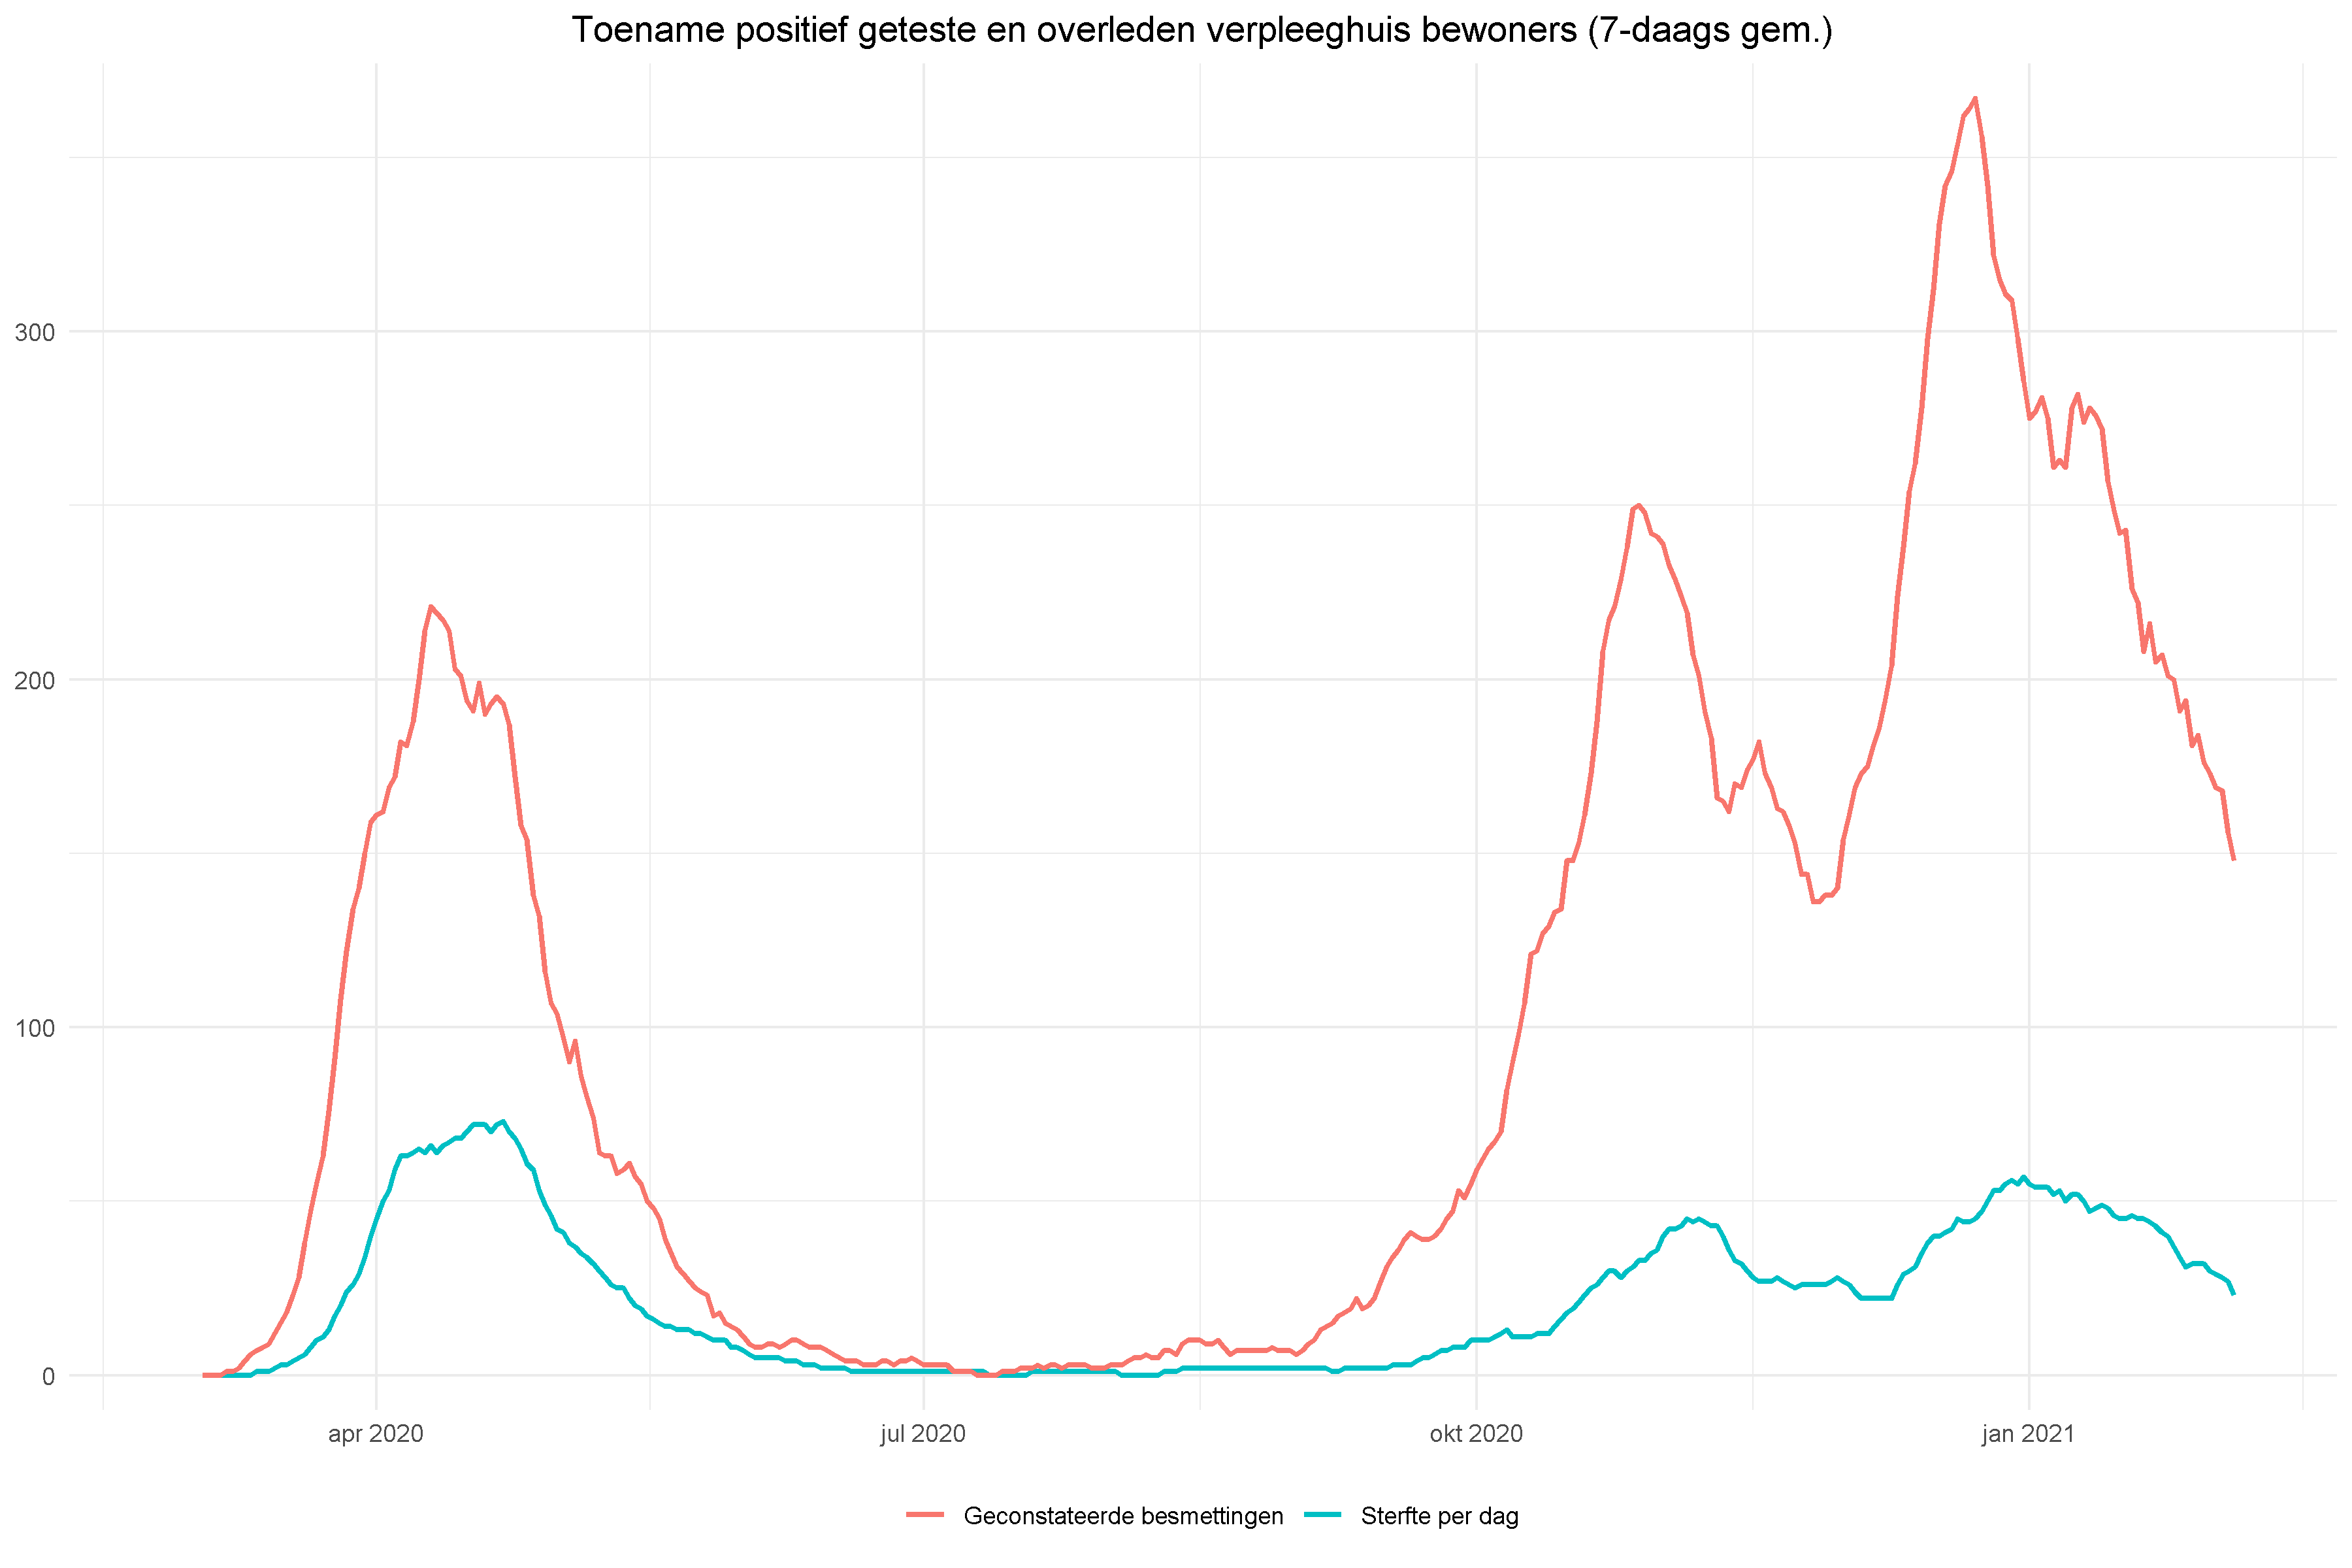 Toename positief geteste en overleden verpleeghuis bewoners (7-daags gem.)
300
200
100
0
apr 2020
jul 2020
okt 2020
jan 2021
Geconstateerde besmettingen
Sterfte per dag